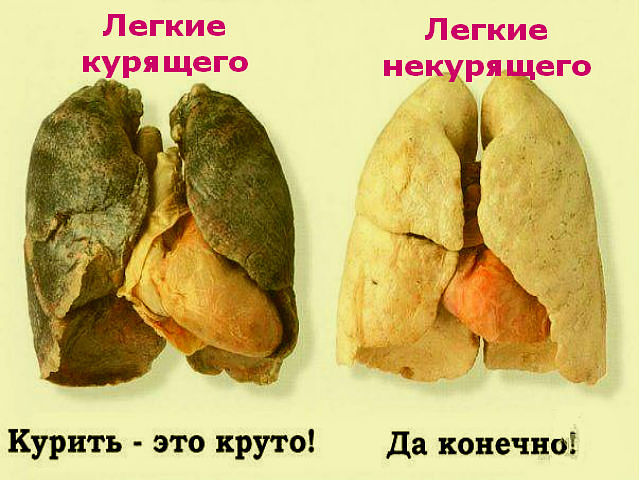 Легкие
курящего
Легкие
некурящего
Курить - это круто!
Да конечно!